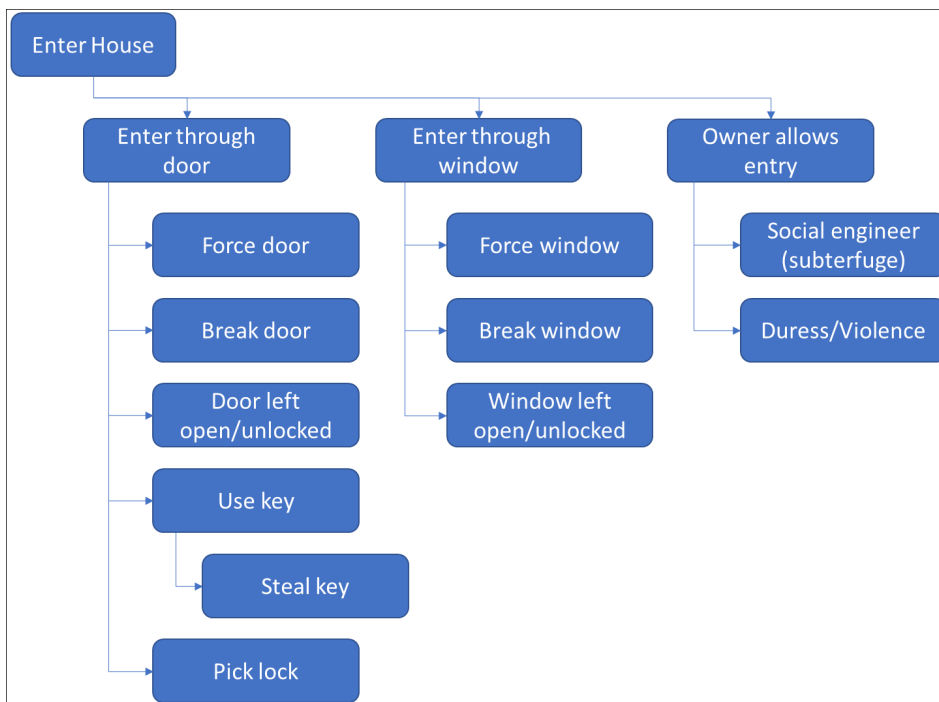 Enter House
Enter through
door
Enter through
window
Owner allows
entry
Force door
Force window
Social engineer
(subterfuge)
Break door
Break window
Duress/Violence
Door left
open/unlocked
Window left
open/unlocked
Use key
Steal key
Pick lock